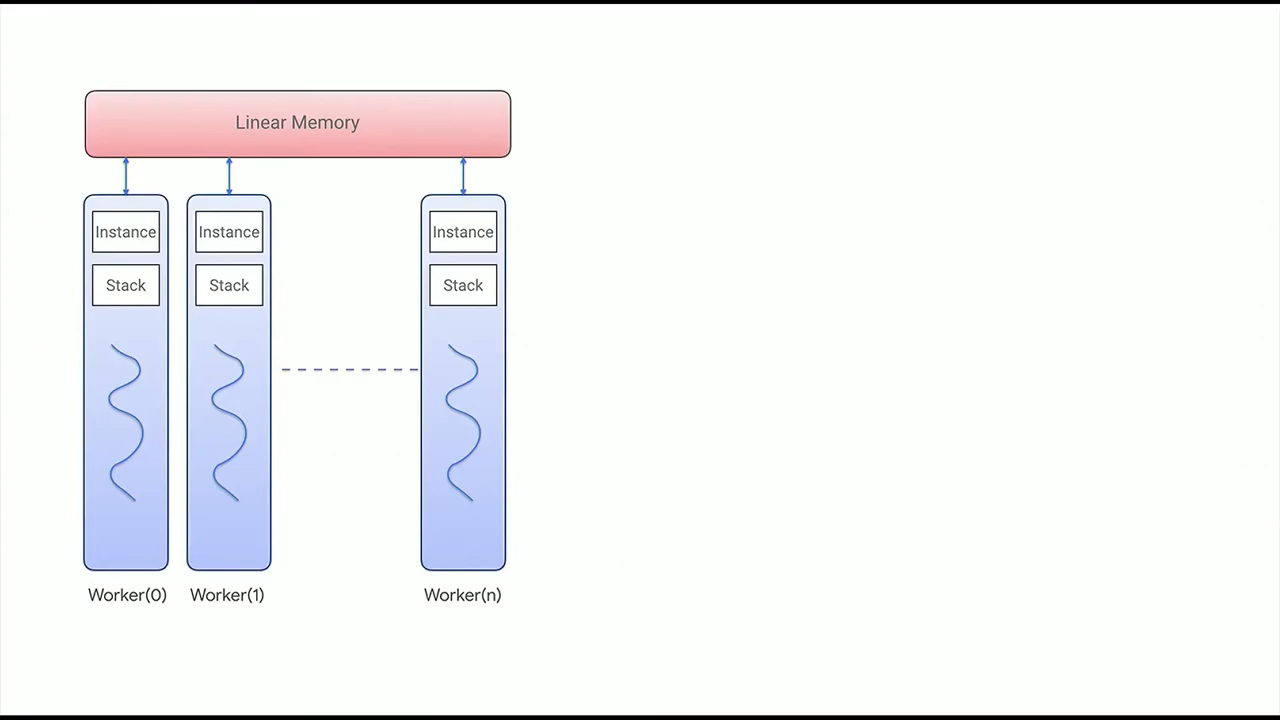 Linear Memory
Instance
Instance
Instance
Stack
Stack
Stack
Worker(0)
Worker(1)
Worker(n)